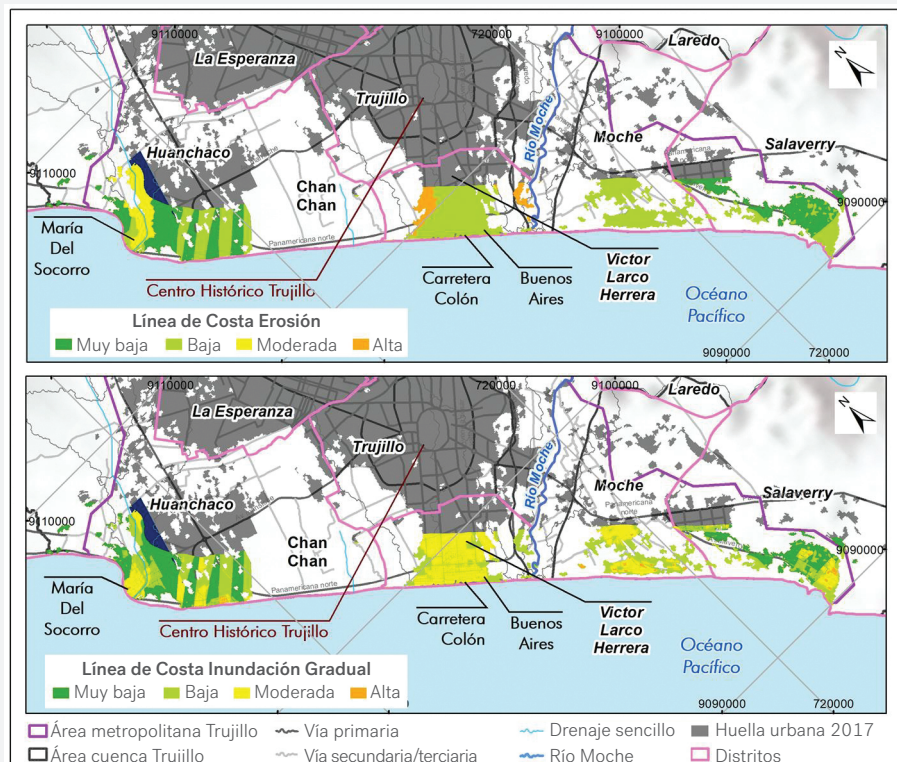 9110000
720000
9100000
La Esperanza
Laredo
N
Trujillo
Río Moche
Huanchaco
Moche
Salaverry
Panamericana
norte
9110000
Chan
Chan
9090000
María
Del
Socorro
Panamericana norte
Centro Histórico Trujillo
Carretera
Colón
Buenos
Aires
Victor
Larco
Herrera
Océano
Pacífico
Línea de Costa Erosión
Muy baja
Baja
Moderada
Alta
9090000
720000
9110000
720000
9100000
La Esperanza
Laredo
N
Trujillo
Río Moche
Huanchaco
Moche
Panamericana
norte
Salaverry
9110000
Chan
Chan
9090000
María
Del
Socorro
Panamericana norte
Centro Histórico Trujillo
Carretera
Colón
Buenos
Aires
Victor
Larco
Herrera
Océano
Pacífico
Línea de Costa Inundación Gradual
Muy baja
Baja
Moderada
Alta
9090000
720000
Área metropolitana Trujillo
Vía primaria
Drenaje sencillo
Huella urbana 2017
Área cuenca Trujillo
Vía secundaria/terciaria
Río Moche
Distritos